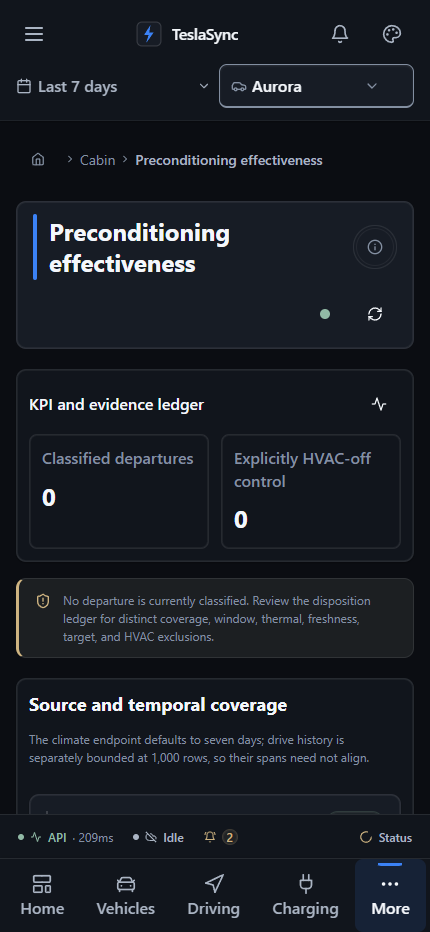 TeslaSync
Last 7 days
Aurora
Cabin
Preconditioning effectiveness
Preconditioning
effectiveness
KPI and evidence ledger
Classified departures
0
Explicitly HVAC-off
control
0
No departure is currently classified. Review the disposition
ledger for distinct coverage, window, thermal, freshness,
target, and HVAC exclusions.
Source and temporal coverage
The climate endpoint defaults to seven days; drive history is
separately bounded at 1,000 rows, so their spans need not align.
API · 209ms
Idle
2
Status
Home
Vehicles
Driving
Charging
More